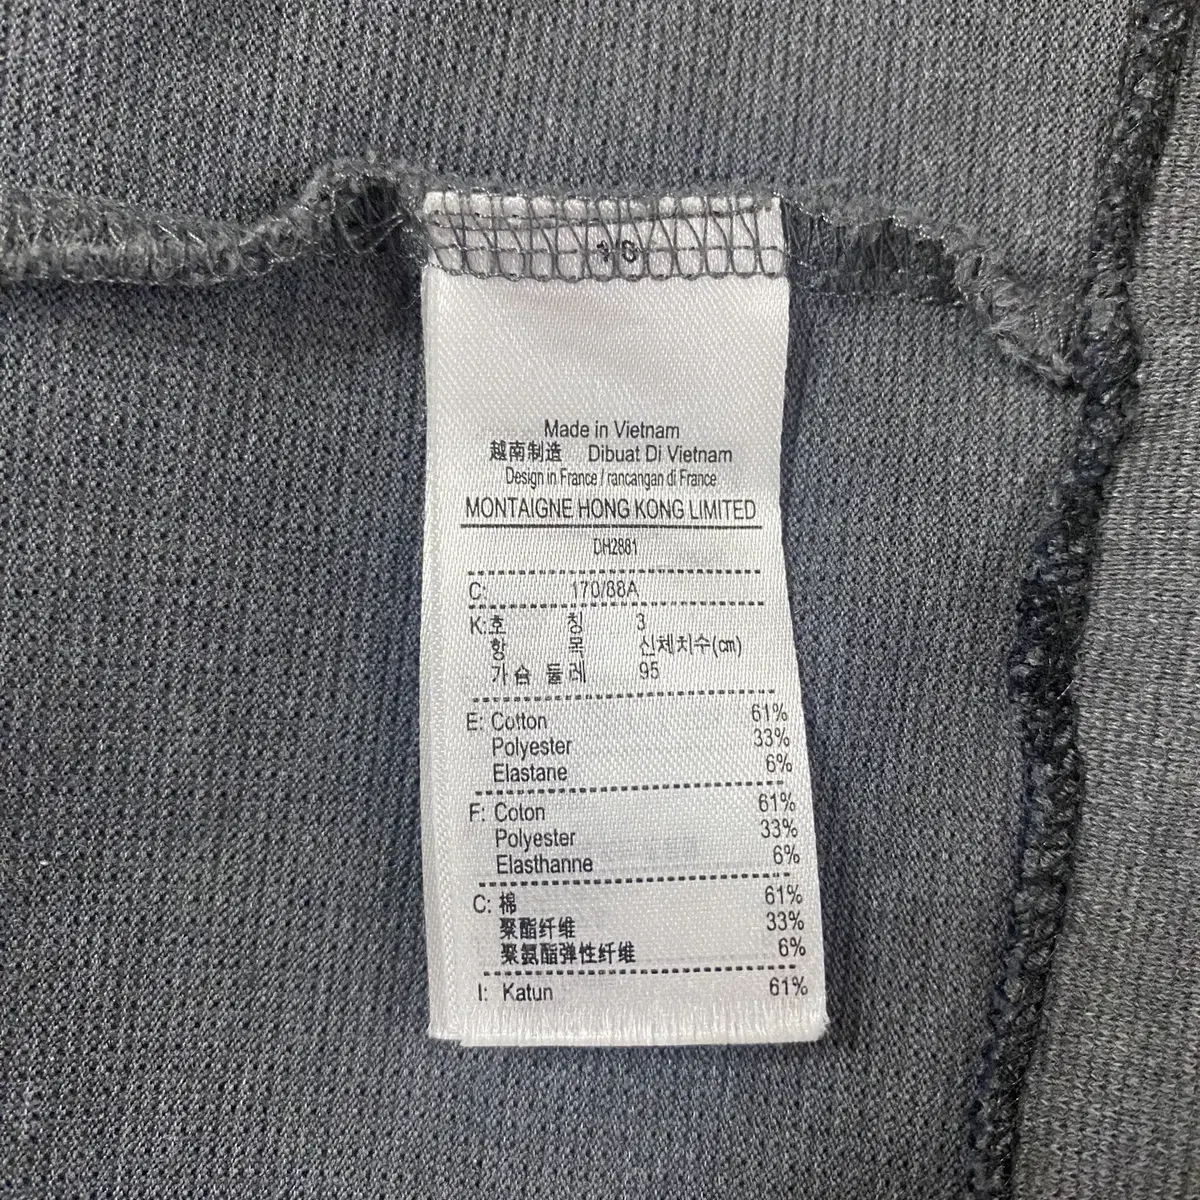 Made in Vietnam
越南制造 Dibuat Di Vietnam
Design in France / rancangan di France
MONTAIGNE HONG KONG LIMITED
DH2881
C: 170/88A
K:호 칭 3
항 목 신체치수(㎝)
가슴 둘레 95
E: Cotton 61%
Polyester 33%
Elastane 6%
F: Coton 61%
Polyester 33%
Elasthanne 6%
C: 棉 61%
聚酯纤维 33%
聚氨酯弹性纤维 6%
I: Katun 61%